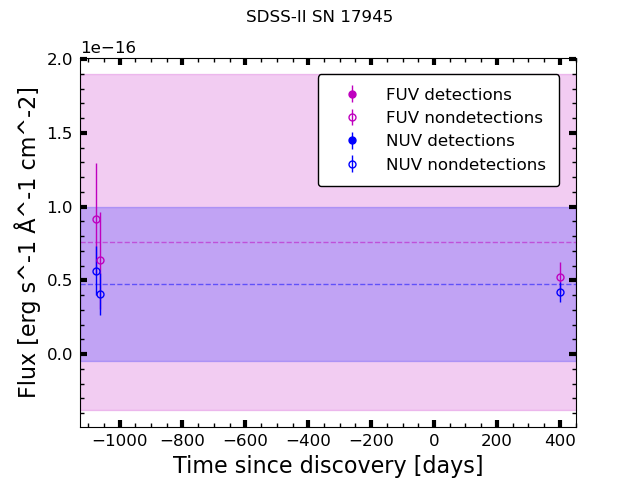 SDSS-II SN 17945
1e−16
2.0
1.5
1.0
0.5
0.0
Flux [erg s^-1 Å^-1 cm^-2]
FUV detections
FUV nondetections
NUV detections
NUV nondetections
−1000 −800 −600 −400 −200 0 200 400
Time since discovery [days]